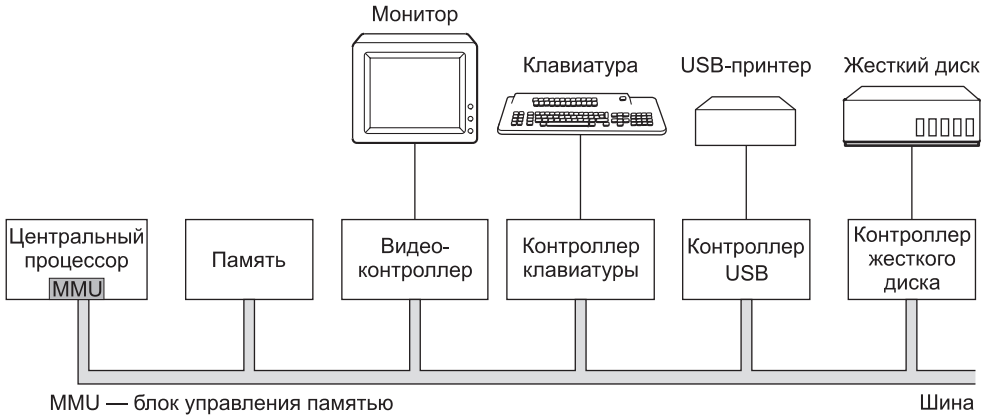 Монитор
Клавиатура
USB-принтер
Жесткий диск
Центральный
процессор
MMU
Память
Видео-
контроллер
Контроллер
клавиатуры
Контроллер
USB
Контроллер
жесткого
диска
MMU — блок управления памятью
Шина